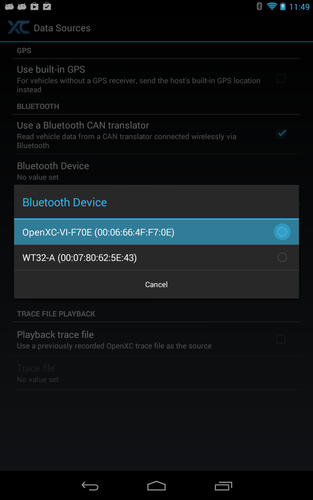 11:49
XC Data Sources
GPS
Use built-in GPS
For vehicles without a GPS receiver, send the host's built-in GPS location
instead
BLUETOOTH
Use a Bluetooth CAN translator
Read vehicle data from a CAN translator connected wirelessly via
Bluetooth
Bluetooth Device
No value set
Bluetooth Device
OpenXC-VI-F70E (00:06:66:4F:F7:0E)
WT32-A (00:07:80:62:5E:43)
Cancel
TRACE FILE PLAYBACK
Playback trace file
Use a previously recorded OpenXC trace file as the source
Trace file
No value set